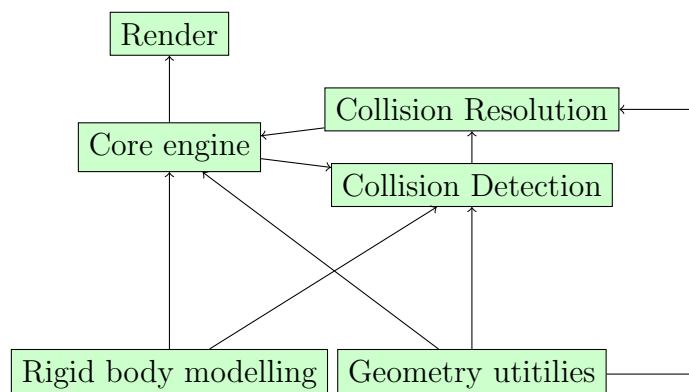 Render
Collision Resolution
Core engine
Collision Detection
Rigid body modelling
Geometry utitilies